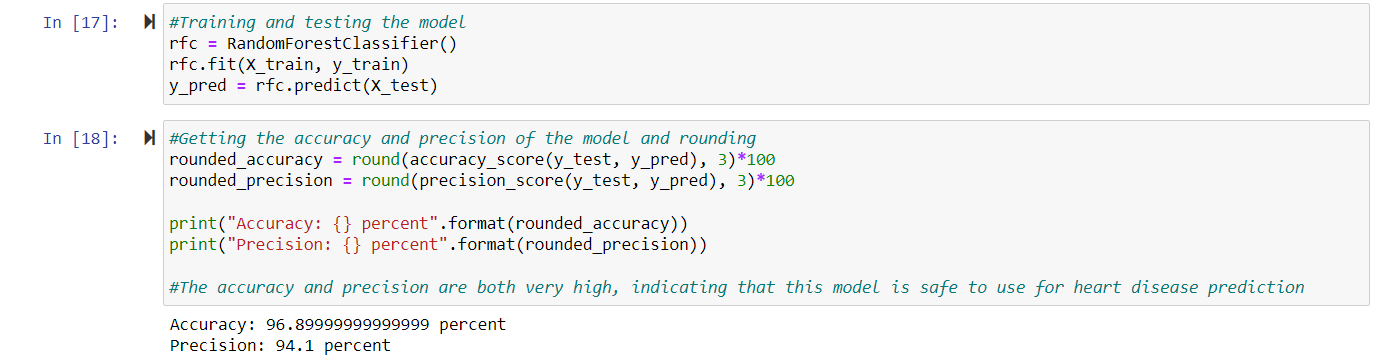 In [17]:
#Training and testing the model
rfc = RandomForestClassifier()
rfc.fit(X_train, y_train)
y_pred = rfc.predict(X_test)
In [18]:
#Getting the accuracy and precision of the model and rounding
rounded_accuracy = round(accuracy_score(y_test, y_pred), 3)*100
rounded_precision = round(precision_score(y_test, y_pred), 3)*100
print("Accuracy: {} percent".format(rounded_accuracy))
print("Precision: {} percent".format(rounded_precision))
#The accuracy and precision are both very high, indicating that this model is safe to use for heart disease prediction
Accuracy: 96.89999999999999 percent
Precision: 94.1 percent